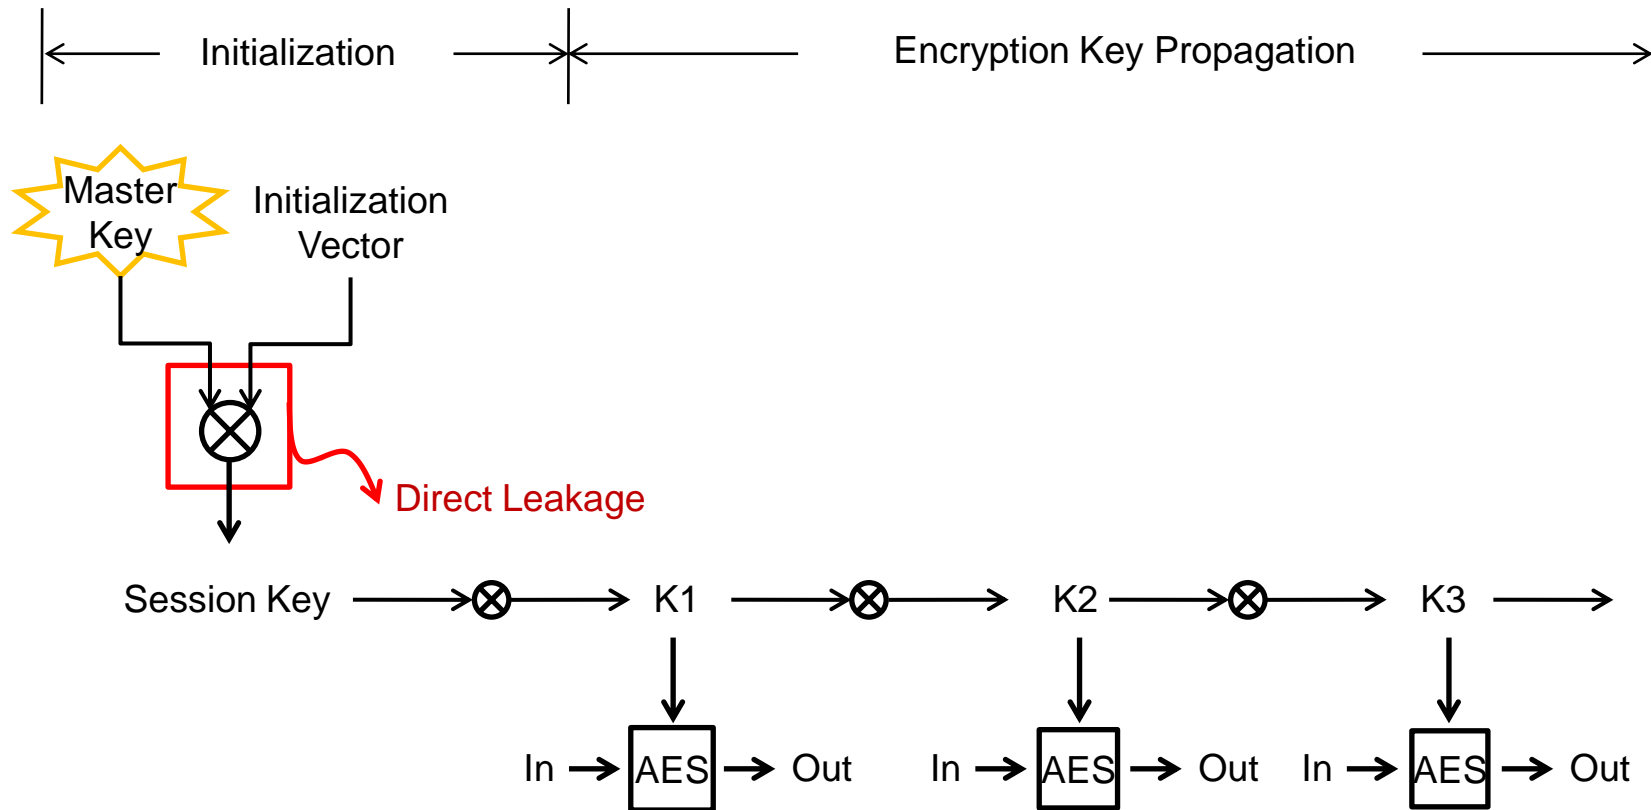 Initialization
Encryption Key Propagation
Master
Key
Initialization
Vector
Direct Leakage
Session Key
K1
K2
K3
In
AES
Out
In
AES
Out
In
AES
Out